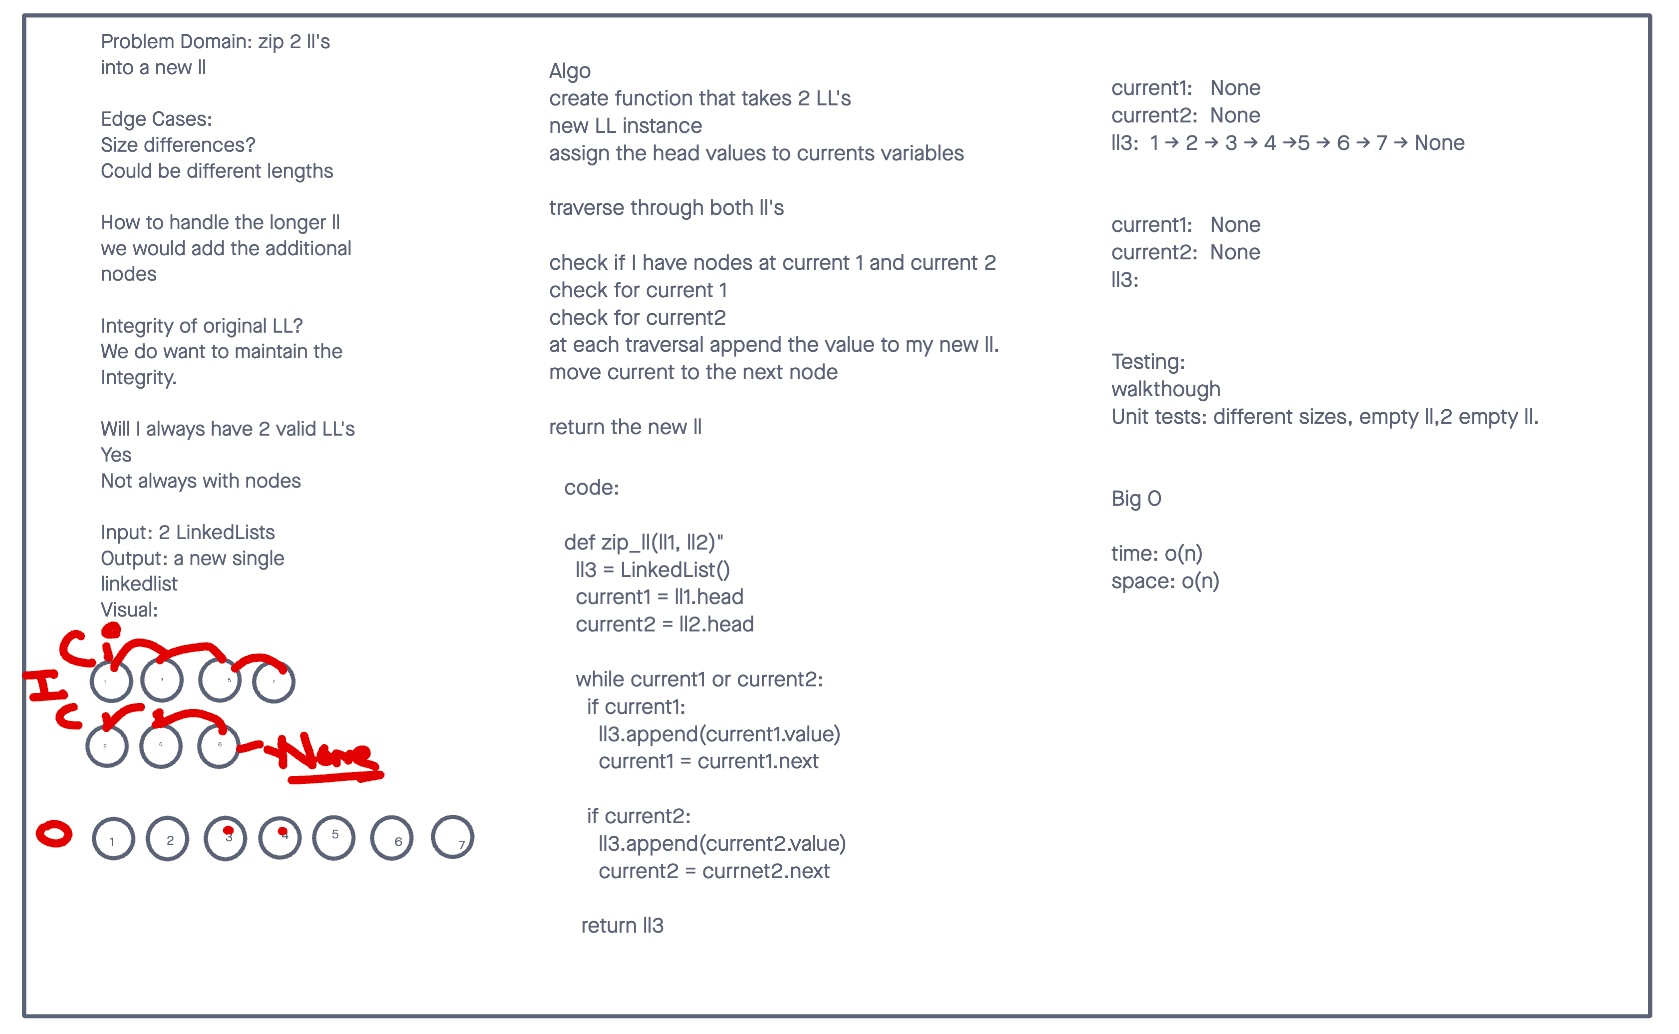 Problem Domain: zip 2 ll's
into a new ll
Edge Cases:
Size differences?
Could be different lengths
How to handle the longer ll
we would add the additional
nodes
Integrity of original LL?
We do want to maintain the
Integrity.
Will I always have 2 valid LL's
Yes
Not always with nodes
Input: 2 LinkedLists
Output: a new single
linkedlist
Visual:
C
1 3 5 7
I
C
2 4 6
None
O
1 2 3 4 5 6 7
Algo
create function that takes 2 LL's
new LL instance
assign the head values to currents variables
traverse through both ll's
check if I have nodes at current 1 and current 2
check for current 1
check for current2
at each traversal append the value to my new ll.
move current to the next node
return the new ll
code:
def zip_ll(ll1, ll2)"
ll3 = LinkedList()
current1 = ll1.head
current2 = ll2.head
while current1 or current2:
if current1:
ll3.append(current1.value)
current1 = current1.next
if current2:
ll3.append(current2.value)
current2 = currnet2.next
return ll3
current1: None
current2: None
ll3: 1 → 2 → 3 → 4 →5 → 6 → 7 → None
current1: None
current2: None
ll3:
Testing:
walkthough
Unit tests: different sizes, empty ll,2 empty ll.
Big O
time: o(n)
space: o(n)